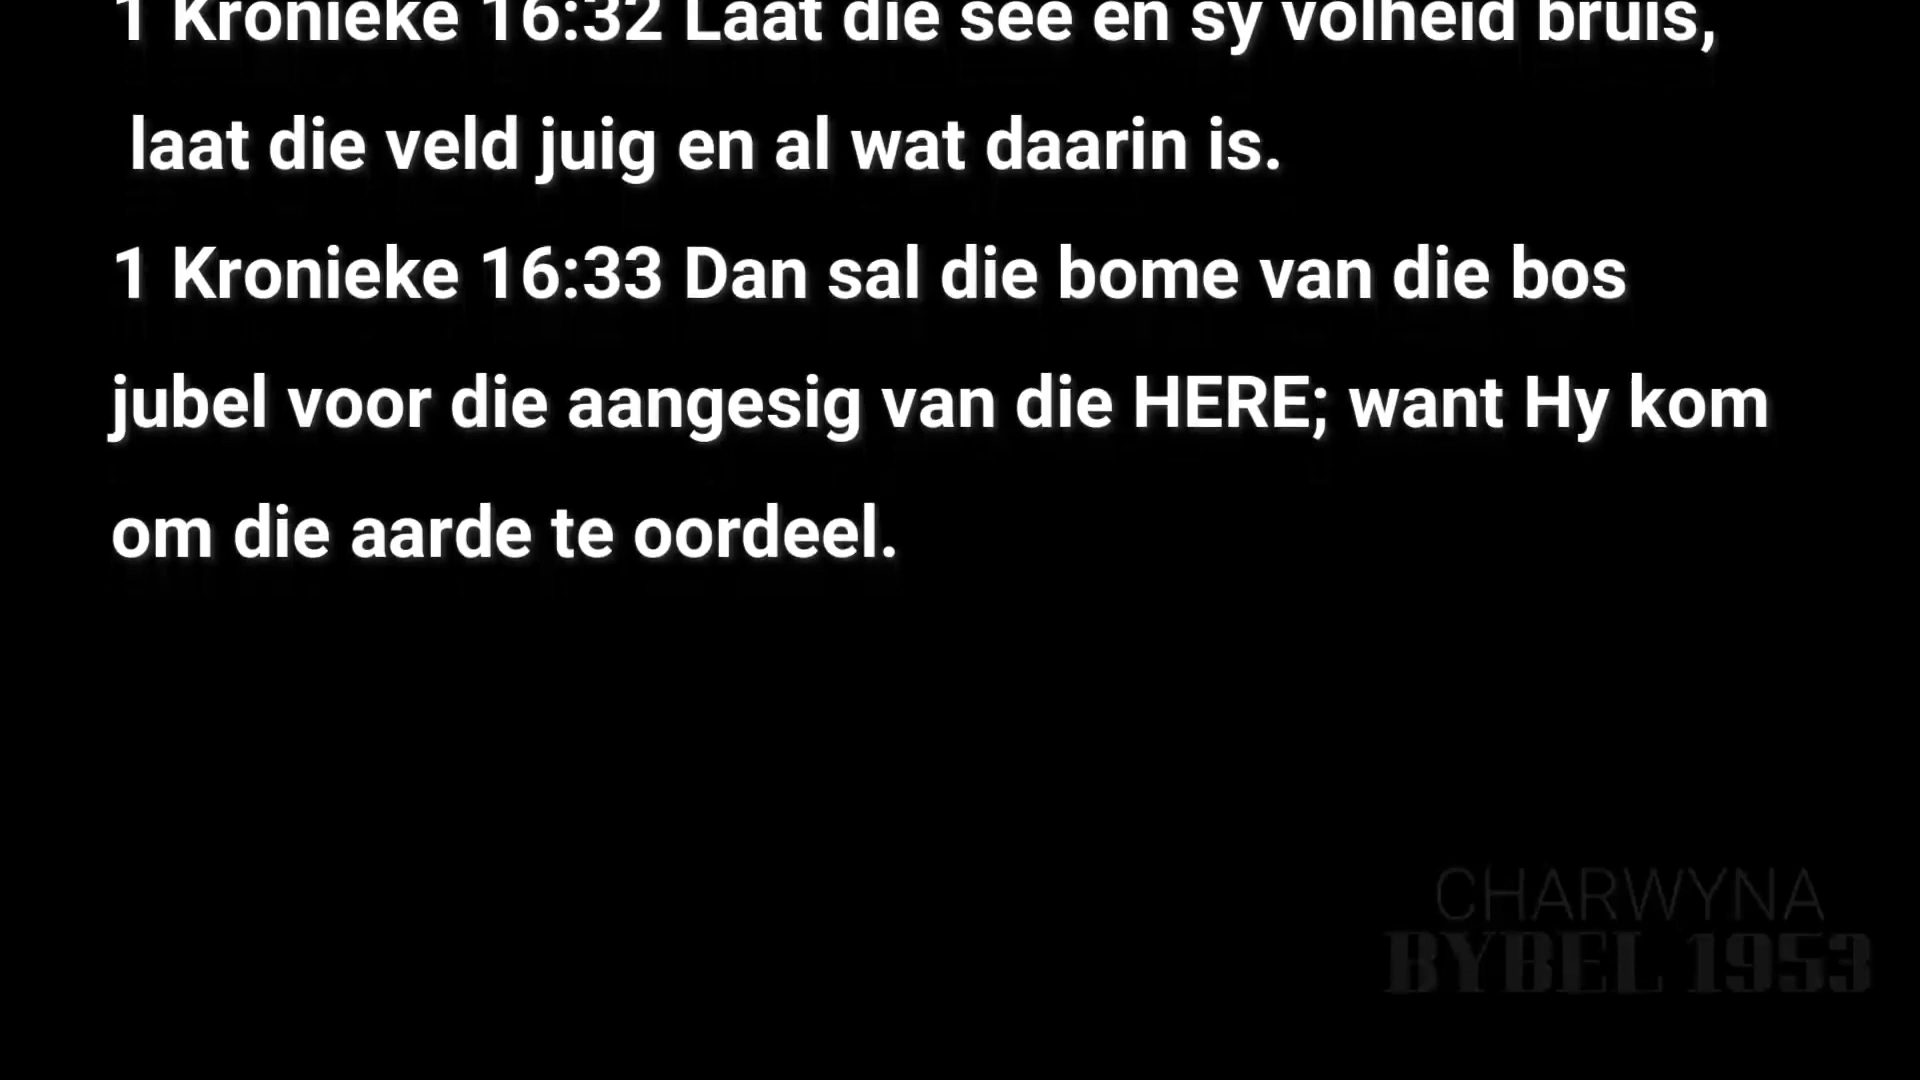 1 Kronieke 16:32 Laat die see en sy volheid bruis,
laat die veld juig en al wat daarin is.
1 Kronieke 16:33 Dan sal die bome van die bos
jubel voor die aangesig van die HERE; want Hy kom
om die aarde te oordeel.
CHARWYNA
BYBEL 1953